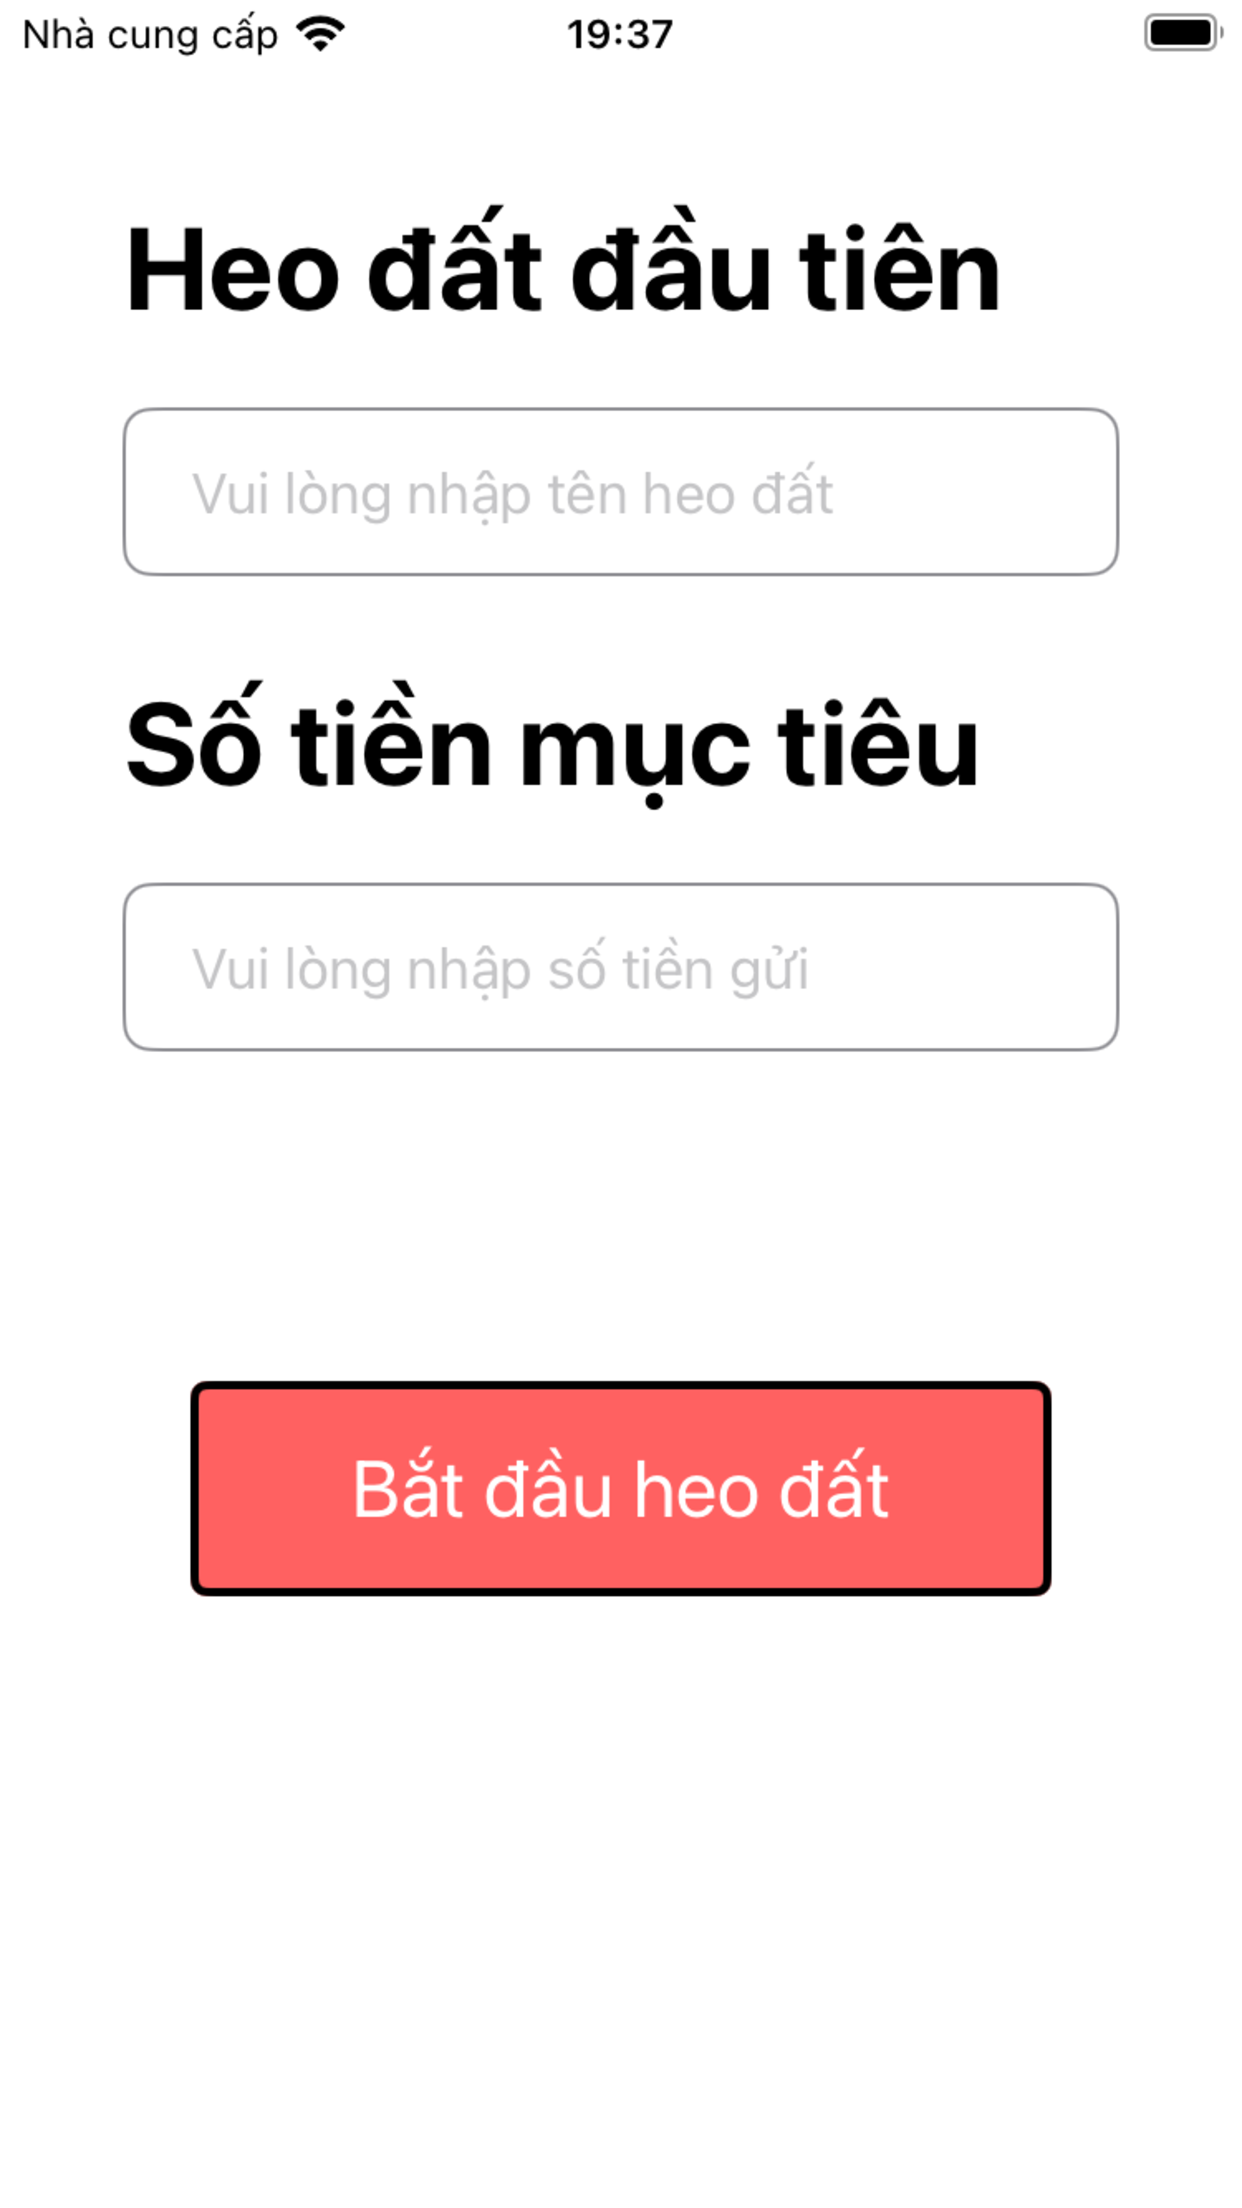 Nhà cung cấp 19:37
Heo đất đầu tiên
Vui lòng nhập tên heo đất
Số tiền mục tiêu
Vui lòng nhập số tiền gửi
Bắt đầu heo đất